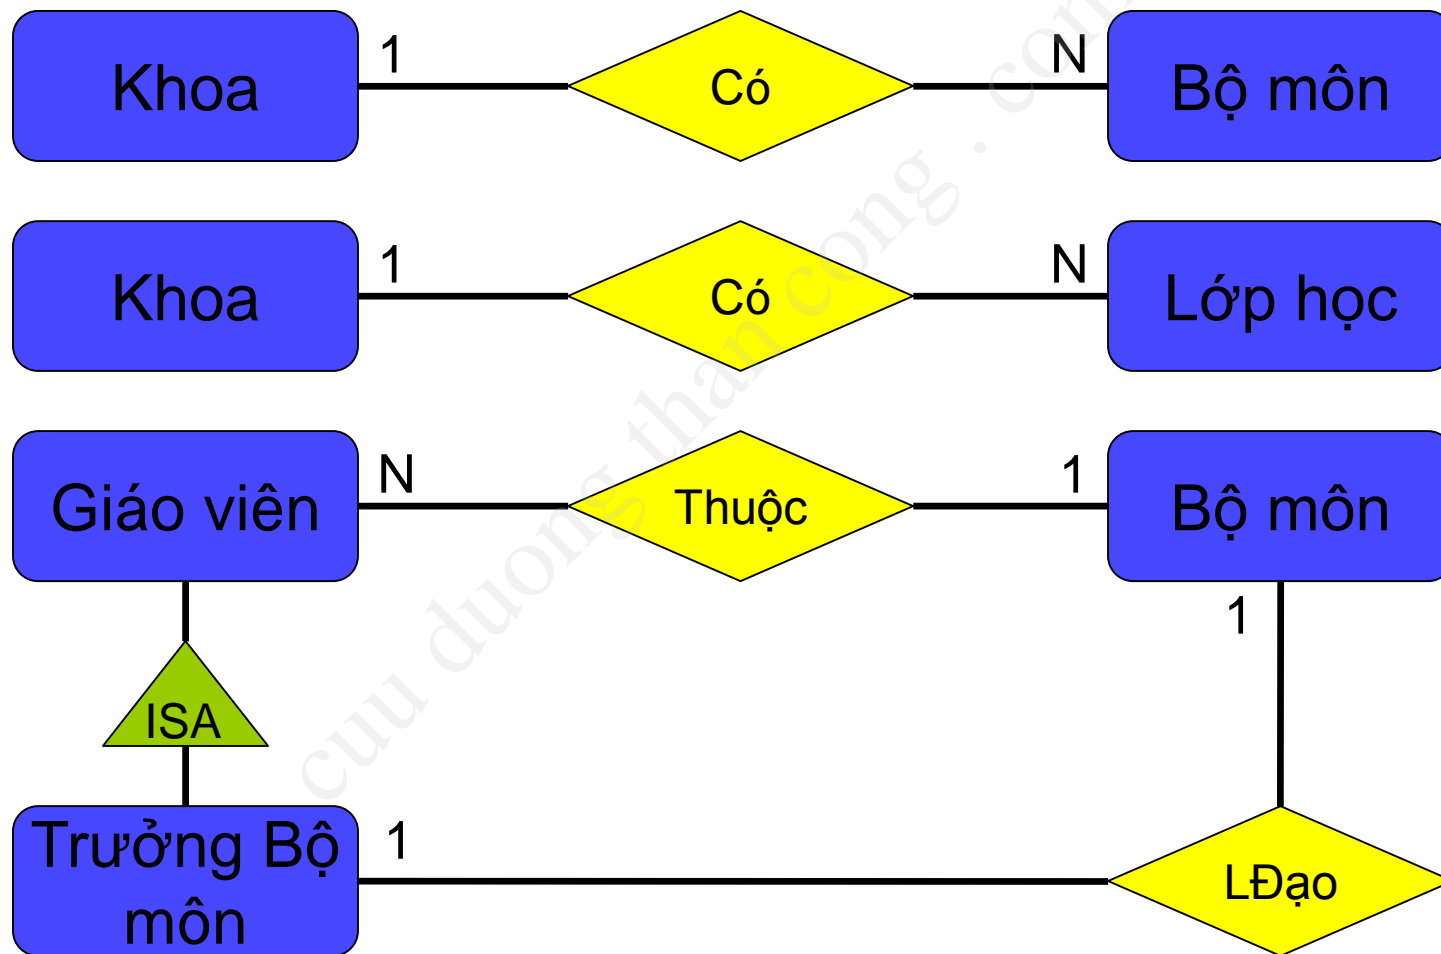 Khoa 1 Có N Bộ môn
Khoa 1 Có N Lớp học
Giáo viên N Thuộc 1 Bộ môn
1
ISA
Trưởng Bộ
môn
1
LĐạo
cuu duong than cong . com